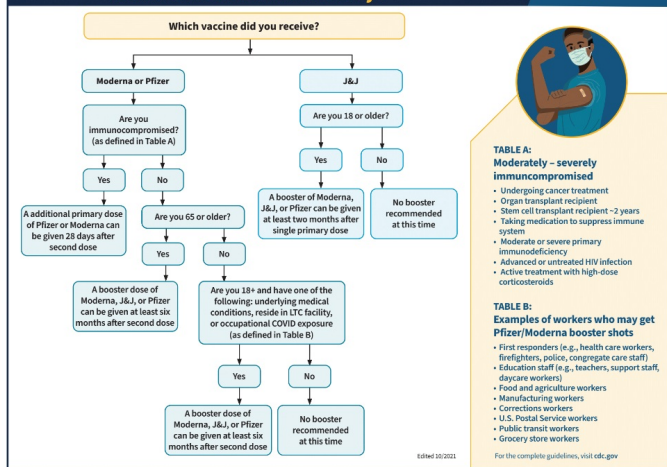 Which vaccine did you receive?
Moderna or Pfizer
J&J
Are you
immunocompromised?
(as defined in Table A)
Are you 18 or older?
Yes
No
Yes
No
A additional primary dose
of Pfizer or Moderna can
be given 28 days after
second dose
Are you 65 or older?
A booster of Moderna,
J&J, or Pfizer can be given
at least two months after
single primary dose
No booster
recommended
at this time
Yes
No
A booster dose of
Moderna, J&J, or Pfizer
can be given at least six
months after second dose
Are you 18+ and have one of the
following: underlying medical
conditions, reside in LTC facility,
or occupational COVID exposure
(as defined in Table B)
Yes
No
A booster dose of
Moderna, J&J, or Pfizer
can be given at least six
months after second dose
No booster
recommended
at this time
Edited 10/2021
TABLE A:
Moderately – severely
immuncompromised
• Undergoing cancer treatment
• Organ transplant recipient
• Stem cell transplant recipient ~2 years
• Taking medication to suppress immune
system
• Moderate or severe primary
immunodeficiency
• Advanced or untreated HIV infection
• Active treatment with high-dose
corticosteroids
TABLE B:
Examples of workers who may get
Pfizer/Moderna booster shots
• First responders (e.g., health care workers,
firefighters, police, congregate care staff)
• Education staff (e.g., teachers, support staff,
daycare workers)
• Food and agriculture workers
• Manufacturing workers
• Corrections workers
• U.S. Postal Service workers
• Public transit workers
• Grocery store workers
For the complete guidelines, visit cdc.gov